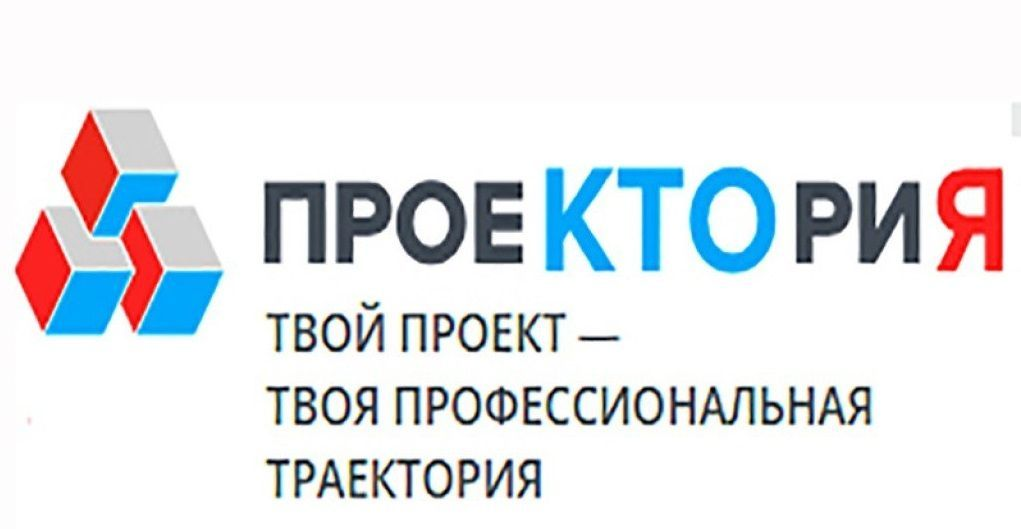 ПРОЕКТОРИЯ
ТВОЙ ПРОЕКТ —
ТВОЯ ПРОФЕССИОНАЛЬНАЯ
ТРАЕКТОРИЯ